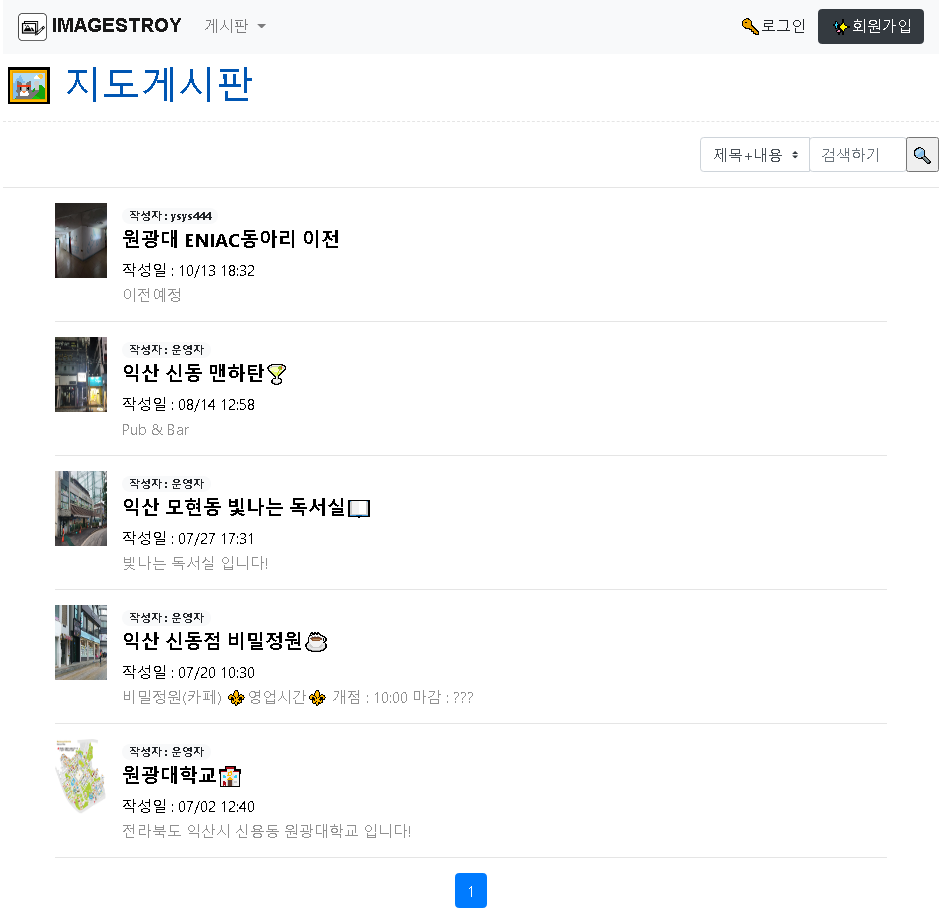 IMAGESTROY 게시판 로그인 회원가입
지도게시판
제목+내용 검색하기
작성자 : ysys444
원광대 ENIAC동아리 이전
작성일 : 10/13 18:32
이전예정
작성자 : 운영자
익산 신동 맨하탄
작성일 : 08/14 12:58
Pub & Bar
작성자 : 운영자
익산 모현동 빛나는 독서실
작성일 : 07/27 17:31
빛나는 독서실 입니다!
작성자 : 운영자
익산 신동점 비밀정원
작성일 : 07/20 10:30
비밀정원(카페) ⚜영업시간⚜ 개점 : 10:00 마감 : ???
작성자 : 운영자
원광대학교
작성일 : 07/02 12:40
전라북도 익산시 신용동 원광대학교 입니다!
1